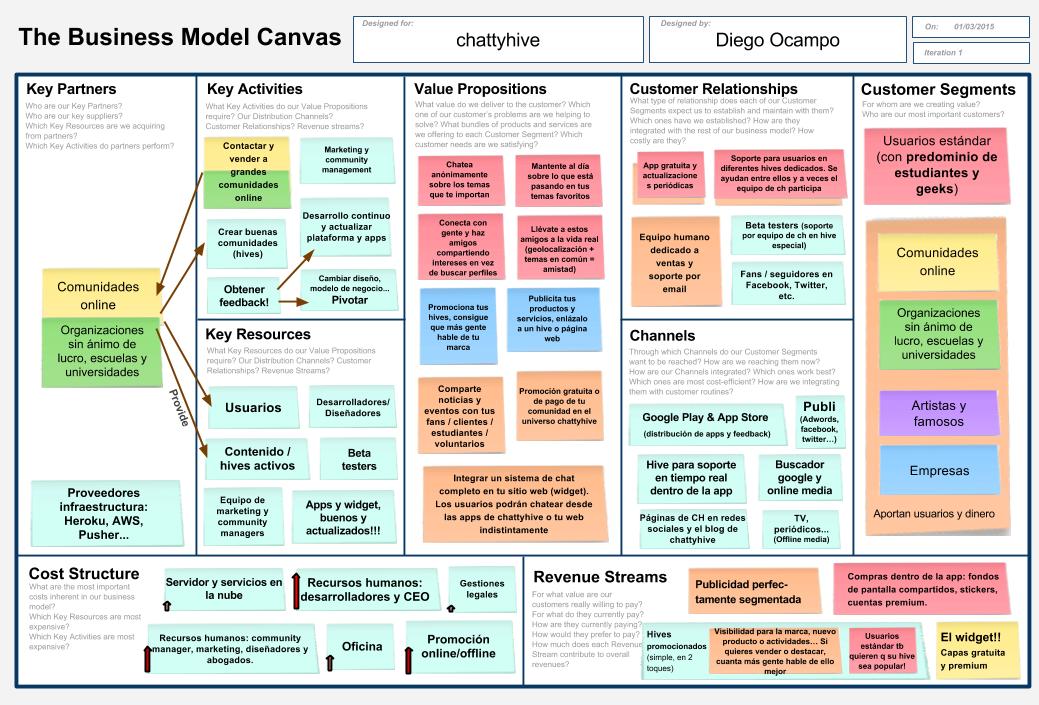 The Business Model Canvas
Designed for:
chattyhive
Designed by:
Diego Ocampo
On: 01/03/2015
Iteration 1
Key Partners
Who are our Key Partners?
Who are our key suppliers?
Which Key Resources are we acquiring
from partners?
Which Key Activities do partners perform?
Comunidades
online
Organizaciones
sin ánimo de
lucro, escuelas y
universidades
Provide
Proveedores
infraestructura:
Heroku, AWS,
Pusher...
Key Activities
What Key Activities do our Value Propositions
require? Our Distribution Channels?
Customer Relationships? Revenue streams?
Contactar y
vender a
grandes
comunidades
online
Marketing y
community
management
Crear buenas
comunidades
(hives)
Desarrollo continuo
y actualizar
plataforma y apps
Obtener
feedback!
Cambiar diseño,
modelo de negocio...
Pivotar
Key Resources
What Key Resources do our Value Propositions
require? Our Distribution Channels? Customer
Relationships? Revenue Streams?
Usuarios
Desarrolladores/
Diseñadores
Contenido /
hives activos
Beta
testers
Equipo de
marketing y
community
managers
Apps y widget,
buenos y
actualizados!!!
Value Propositions
What value do we deliver to the customer? Which
one of our customer's problems are we helping to
solve? What bundles of products and services are
we offering to each Customer Segment? Which
customer needs are we satisfying?
Chatea
anónimamente
sobre los temas
que te importan
Mantente al día
sobre lo que está
pasando en tus
temas favoritos
Conecta con
gente y haz
amigos
compartiendo
intereses en vez
de buscar perfiles
Llévate a estos
amigos a la vida real
(geolocalización +
temas en común =
amistad)
Promociona tus
hives, consigue
que más gente
hable de tu
marca
Publicita tus
productos y
servicios, enlázalo
a un hive o página
web
Comparte
noticias y
eventos con tus
fans / clientes /
estudiantes /
voluntarios
Promoción gratuita o
de pago de tu
comunidad en el
universo chattyhive
Integrar un sistema de chat
completo en tu sitio web (widget).
Los usuarios podrán chatear desde
las apps de chattyhive o tu web
indistintamente
Customer Relationships
What type of relationship does each of our Customer
Segments expect us to establish and maintain with them?
Which ones have we established? How are they
integrated with the rest of our business model? How
costly are they?
App gratuita y
actualizacione
s periódicas
Soporte para usuarios en
diferentes hives dedicados. Se
ayudan entre ellos y a veces el
equipo de ch participa
Equipo humano
dedicado a
ventas y
soporte por
email
Beta testers (soporte
por equipo de ch en hive
especial)
Fans / seguidores en
Facebook, Twitter,
etc.
Channels
Through which Channels do our Customer Segments
want to be reached? How are we reaching them now?
How are our Channels integrated? Which ones work best?
Which ones are most cost-efficient? How are we integrating
them with customer routines?
Google Play & App Store
(distribución de apps y feedback)
Publi
(Adwords,
facebook,
twitter…)
Hive para soporte
en tiempo real
dentro de la app
Buscador
google y
online media
Páginas de CH en redes
sociales y el blog de
chattyhive
TV,
periódicos…
(Offline media)
Customer Segments
For whom are we creating value?
Who are our most important customers?
Usuarios estándar
(con predominio de
estudiantes y
geeks)
Comunidades
online
Organizaciones
sin ánimo de
lucro, escuelas y
universidades
Artistas y
famosos
Empresas
Aportan usuarios y dinero
Cost Structure
What are the most important
costs inherent in our business
model?
Which Key Resources are most
expensive?
Which Key Activities are most
expensive?
Servidor y servicios en
la nube
Recursos humanos:
desarrolladores y CEO
Gestiones
legales
Recursos humanos: community
manager, marketing, diseñadores y
abogados.
Oficina
Promoción
online/offline
Revenue Streams
For what value are our
customers really willing to pay?
For what do they currently pay?
How are they currently paying?
How would they prefer to pay?
How much does each Revenue
Stream contribute to overall
revenues?
Publicidad perfec-
tamente segmentada
Compras dentro de la app: fondos
de pantalla compartidos, stickers,
cuentas premium.
Hives
promocionados
(simple, en 2
toques)
Visibilidad para la marca, nuevo
producto o actividades… Si
quieres vender o destacar,
cuanta más gente hable de ello
mejor
Usuarios
estándar tb
quieren q su hive
sea popular!
El widget!!
Capas gratuita
y premium